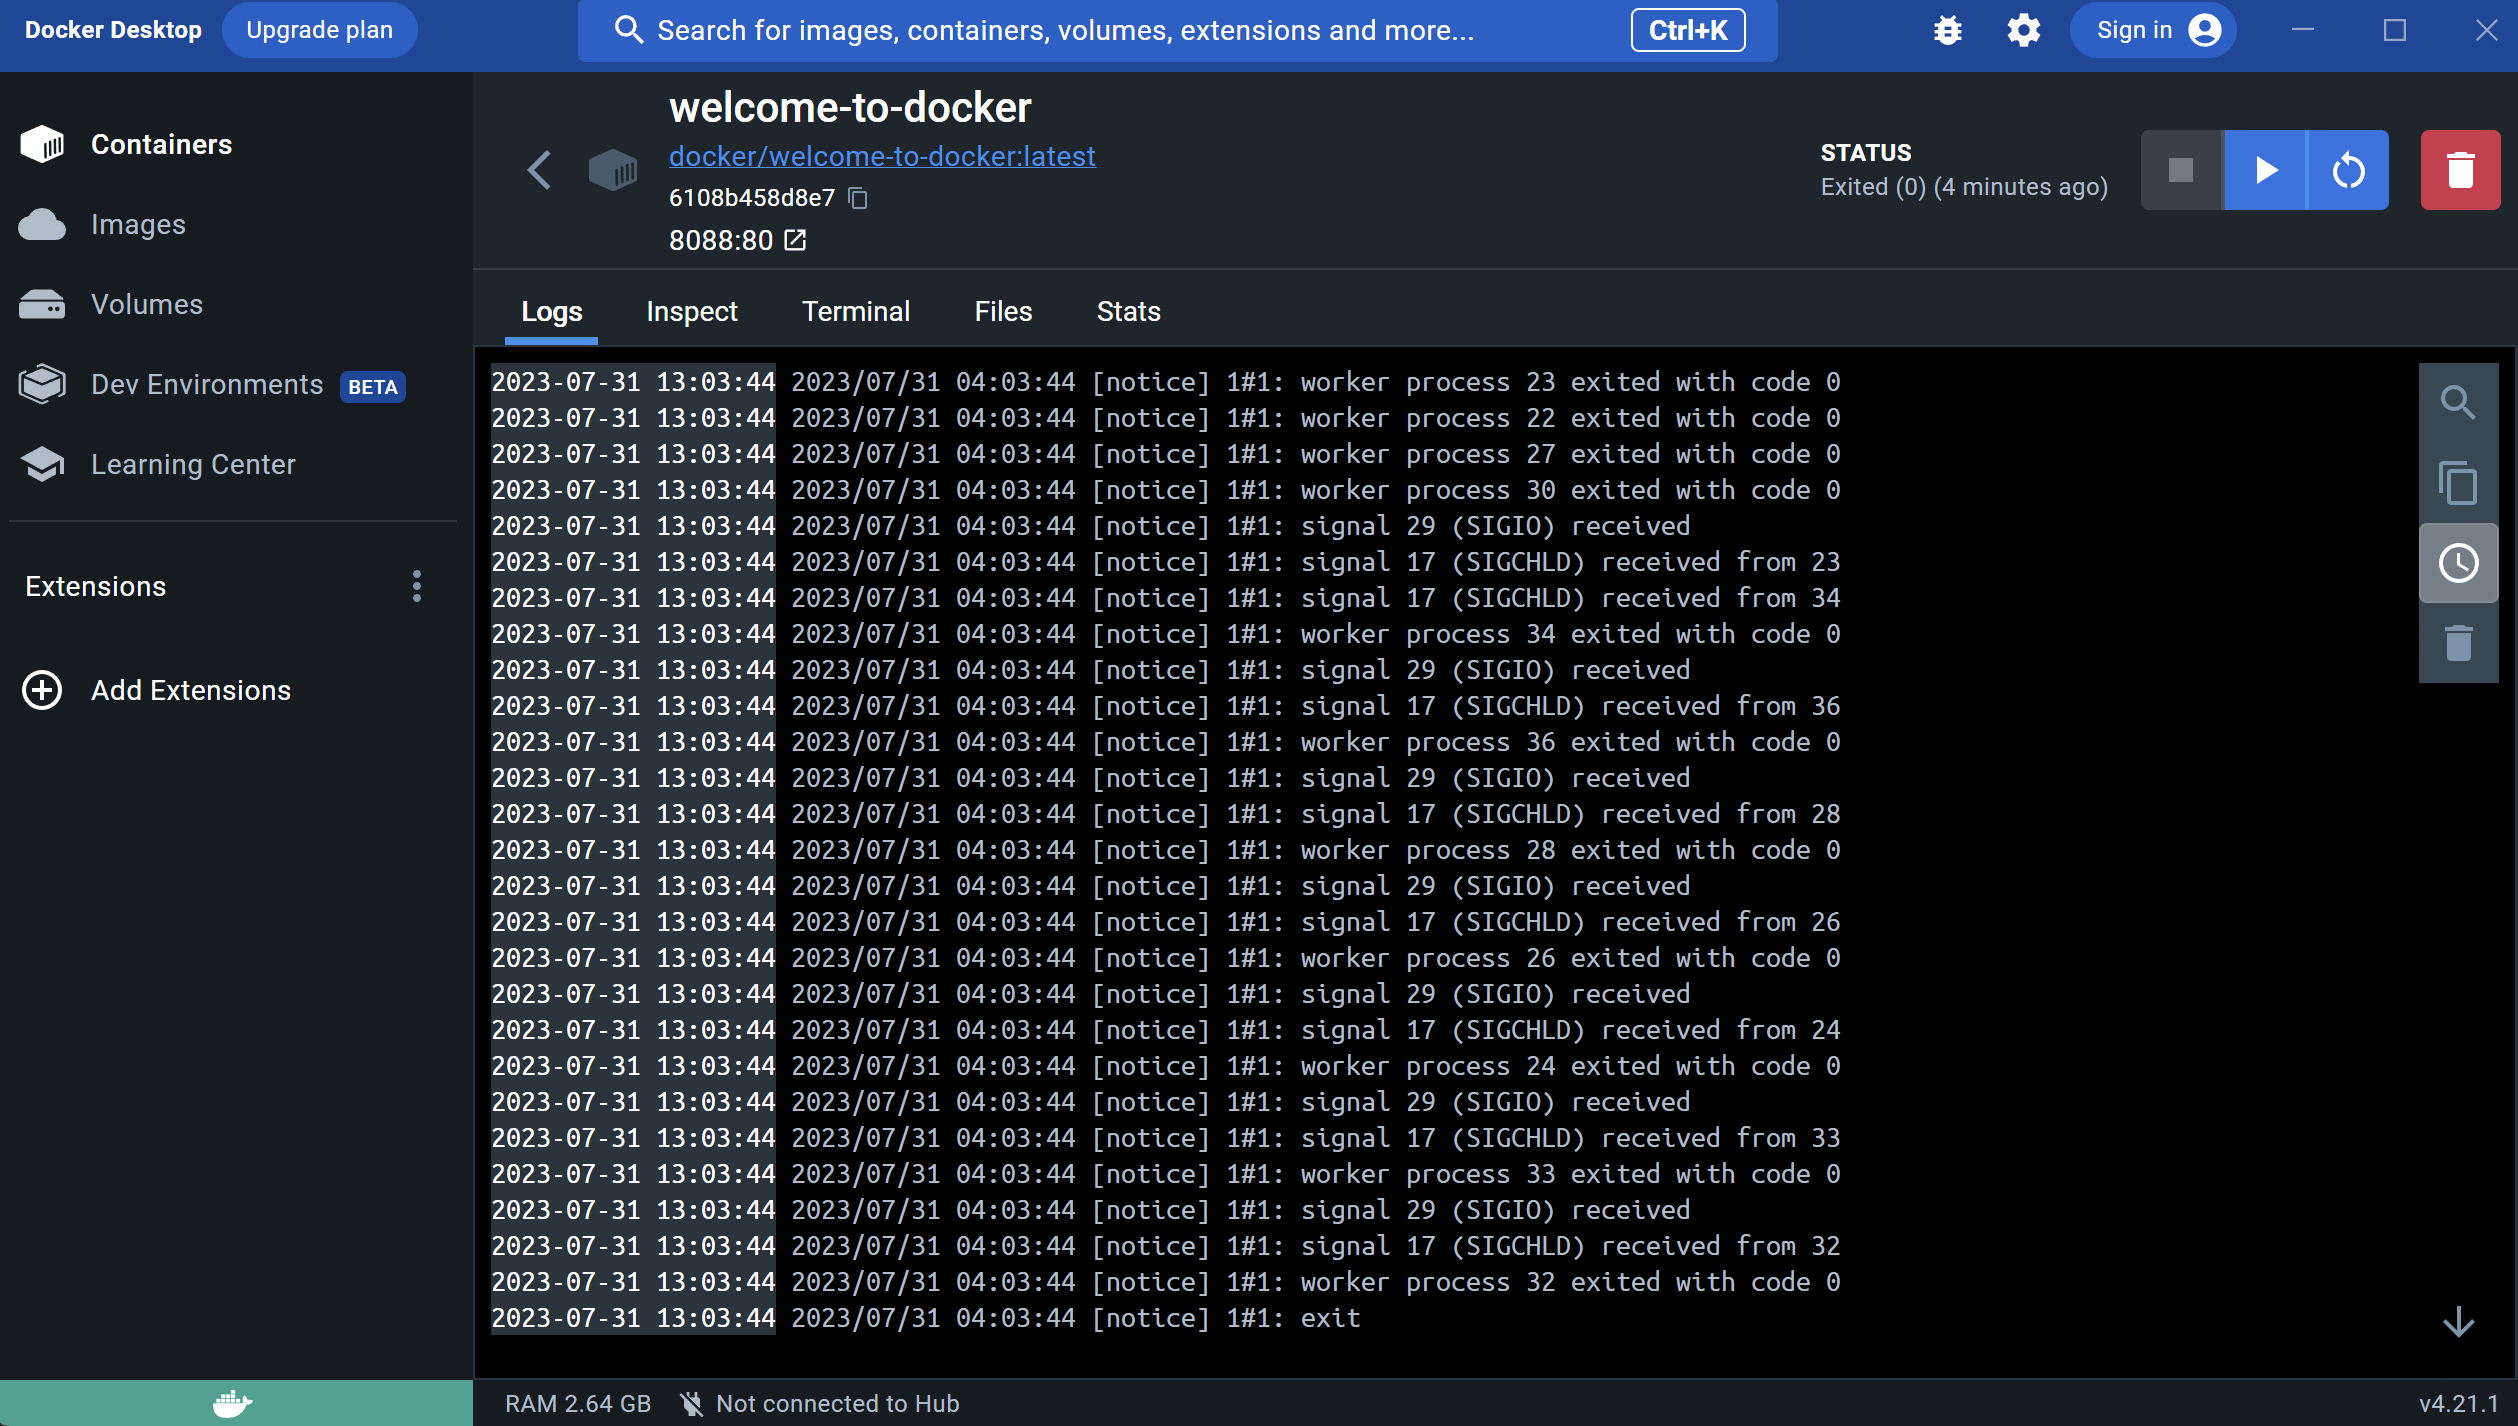 Docker Desktop
Upgrade plan
Search for images, containers, volumes, extensions and more...
Ctrl+K
Sign in
Containers
Images
Volumes
Dev Environments BETA
Learning Center
Extensions
Add Extensions
welcome-to-docker
docker/welcome-to-docker:latest
6108b458d8e7
8088:80
STATUS
Exited (0) (4 minutes ago)
Logs Inspect Terminal Files Stats
2023-07-31 13:03:44 2023/07/31 04:03:44 [notice] 1#1: worker process 23 exited with code 0
2023-07-31 13:03:44 2023/07/31 04:03:44 [notice] 1#1: worker process 22 exited with code 0
2023-07-31 13:03:44 2023/07/31 04:03:44 [notice] 1#1: worker process 27 exited with code 0
2023-07-31 13:03:44 2023/07/31 04:03:44 [notice] 1#1: worker process 30 exited with code 0
2023-07-31 13:03:44 2023/07/31 04:03:44 [notice] 1#1: signal 29 (SIGIO) received
2023-07-31 13:03:44 2023/07/31 04:03:44 [notice] 1#1: signal 17 (SIGCHLD) received from 23
2023-07-31 13:03:44 2023/07/31 04:03:44 [notice] 1#1: signal 17 (SIGCHLD) received from 34
2023-07-31 13:03:44 2023/07/31 04:03:44 [notice] 1#1: worker process 34 exited with code 0
2023-07-31 13:03:44 2023/07/31 04:03:44 [notice] 1#1: signal 29 (SIGIO) received
2023-07-31 13:03:44 2023/07/31 04:03:44 [notice] 1#1: signal 17 (SIGCHLD) received from 36
2023-07-31 13:03:44 2023/07/31 04:03:44 [notice] 1#1: worker process 36 exited with code 0
2023-07-31 13:03:44 2023/07/31 04:03:44 [notice] 1#1: signal 29 (SIGIO) received
2023-07-31 13:03:44 2023/07/31 04:03:44 [notice] 1#1: signal 17 (SIGCHLD) received from 28
2023-07-31 13:03:44 2023/07/31 04:03:44 [notice] 1#1: worker process 28 exited with code 0
2023-07-31 13:03:44 2023/07/31 04:03:44 [notice] 1#1: signal 29 (SIGIO) received
2023-07-31 13:03:44 2023/07/31 04:03:44 [notice] 1#1: signal 17 (SIGCHLD) received from 26
2023-07-31 13:03:44 2023/07/31 04:03:44 [notice] 1#1: worker process 26 exited with code 0
2023-07-31 13:03:44 2023/07/31 04:03:44 [notice] 1#1: signal 29 (SIGIO) received
2023-07-31 13:03:44 2023/07/31 04:03:44 [notice] 1#1: signal 17 (SIGCHLD) received from 24
2023-07-31 13:03:44 2023/07/31 04:03:44 [notice] 1#1: worker process 24 exited with code 0
2023-07-31 13:03:44 2023/07/31 04:03:44 [notice] 1#1: signal 29 (SIGIO) received
2023-07-31 13:03:44 2023/07/31 04:03:44 [notice] 1#1: signal 17 (SIGCHLD) received from 33
2023-07-31 13:03:44 2023/07/31 04:03:44 [notice] 1#1: worker process 33 exited with code 0
2023-07-31 13:03:44 2023/07/31 04:03:44 [notice] 1#1: signal 29 (SIGIO) received
2023-07-31 13:03:44 2023/07/31 04:03:44 [notice] 1#1: signal 17 (SIGCHLD) received from 32
2023-07-31 13:03:44 2023/07/31 04:03:44 [notice] 1#1: worker process 32 exited with code 0
2023-07-31 13:03:44 2023/07/31 04:03:44 [notice] 1#1: exit
RAM 2.64 GB
Not connected to Hub
v4.21.1